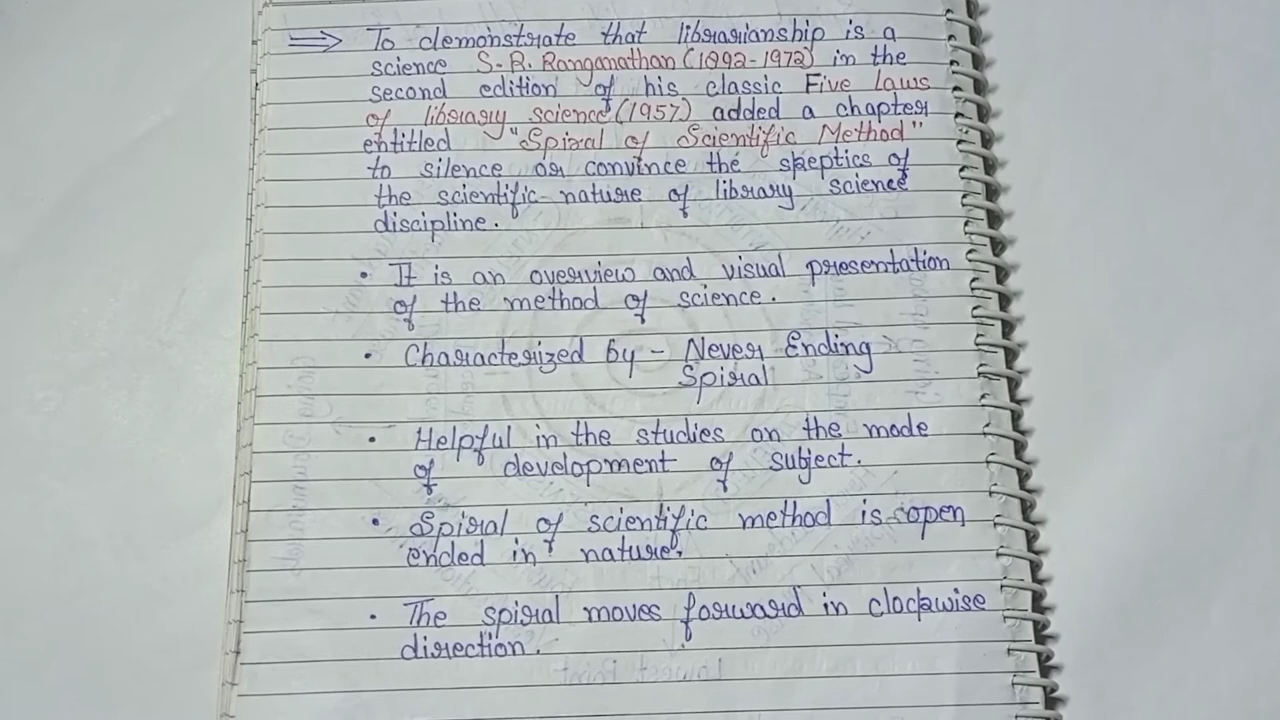 ⇒ To demonstrate that librarianship is a
science S. R. Ranganathan (1892-1972) in the
second edition of his classic Five laws
of library science (1957) added a chapter
entitled "Spiral of Scientific Method"
to silence or convince the skeptics of
the scientific nature of library science
discipline.
• It is an overview and visual presentation
of the method of science.
• Characterized by - Never Ending
Spiral
• Helpful in the studies on the mode
of development of subject.
• Spiral of scientific method is open
ended in nature.
• The spiral moves forward in clockwise
direction.